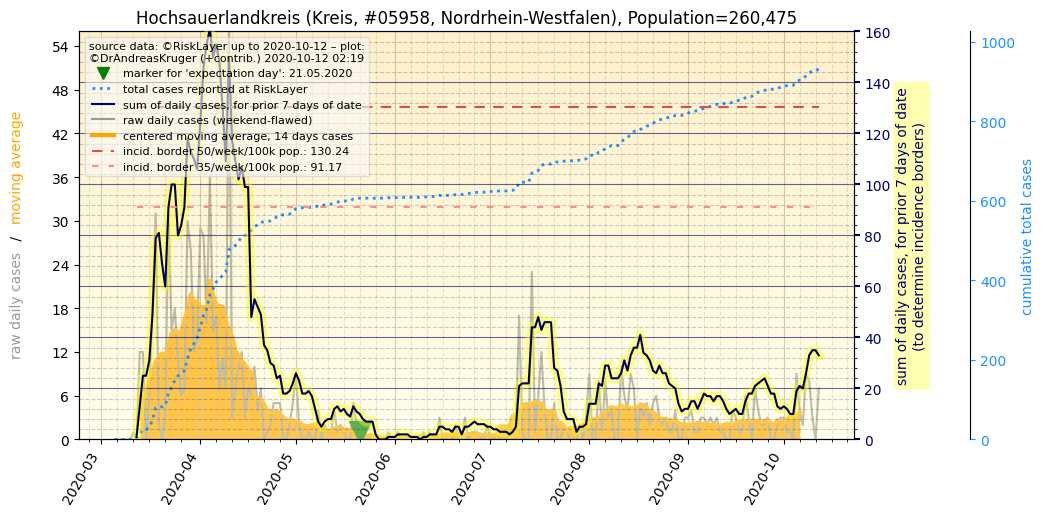 Hochsauerlandkreis (Kreis, #05958, Nordrhein-Westfalen), Population=260,475
source data: ©RiskLayer up to 2020-10-12 – plot:
©DrAndreasKruger (+contrib.) 2020-10-12 02:19
marker for 'expectation day': 21.05.2020
total cases reported at RiskLayer
sum of daily cases, for prior 7 days of date
raw daily cases (weekend-flawed)
centered moving average, 14 days cases
incid. border 50/week/100k pop.: 130.24
incid. border 35/week/100k pop.: 91.17
raw daily cases / moving average
54
48
42
36
30
24
18
12
6
0
160
140
120
100
80
60
40
20
0
sum of daily cases, for prior 7 days of date
(to determine incidence borders)
1000
800
600
400
200
0
cumulative total cases
2020-03
2020-04
2020-05
2020-06
2020-07
2020-08
2020-09
2020-10